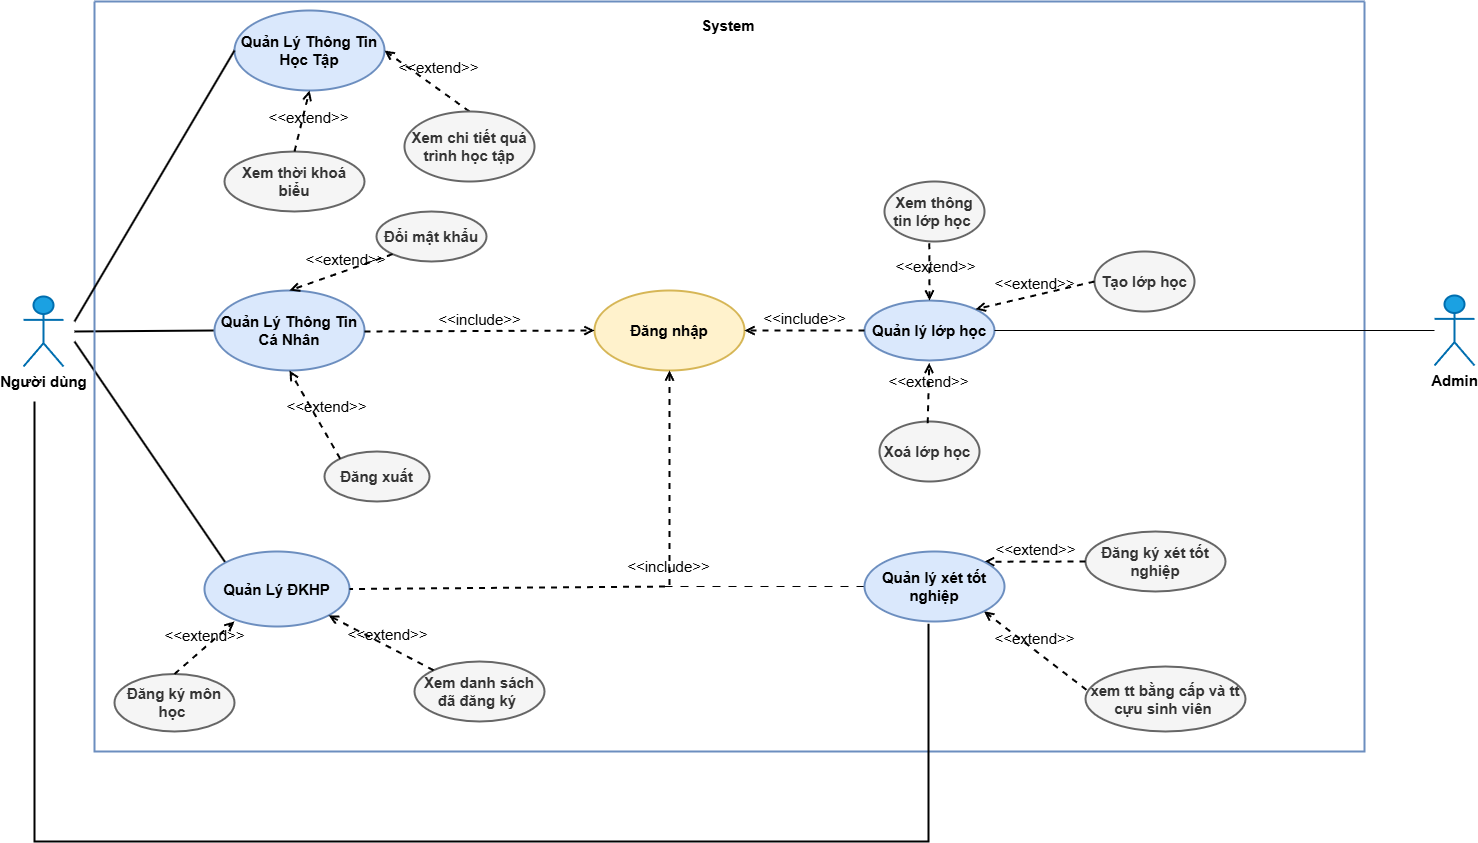 System
Quản Lý Thông Tin
Học Tập
<<extend>>
<<extend>>
Xem chi tiết quá
trình học tập
Xem thời khoá
biểu
Xem thông
tin lớp học
Đổi mật khẩu
<<extend>>
<<extend>>
<<extend>>
Tạo lớp học
Người dùng
Quản Lý Thông Tin
Cá Nhân
<<include>>
Đăng nhập
<<include>>
Quản lý lớp học
Admin
<<extend>>
<<extend>>
Đăng xuất
Xoá lớp học
Quản Lý ĐKHP
<<include>>
Quản lý xét tốt
nghiệp
<<extend>>
Đăng ký xét tốt
nghiệp
<<extend>>
<<extend>>
<<extend>>
Đăng ký môn
học
Xem danh sách
đã đăng ký
xem tt bằng cấp và tt
cựu sinh viên